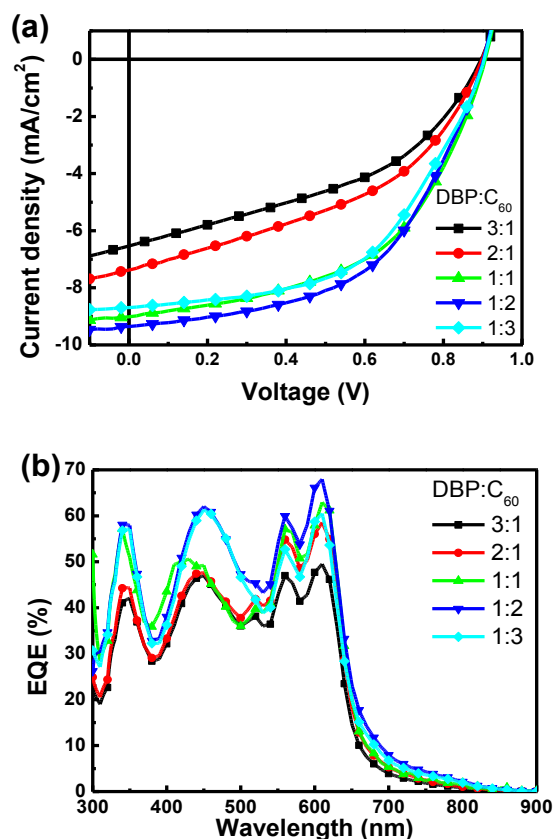 (a)
0
-2
-4
-6
-8
-10
Current density (mA/cm²)
DBP:C₆₀
3:1
2:1
1:1
1:2
1:3
0.0 0.2 0.4 0.6 0.8 1.0
Voltage (V)
(b)
70
60
50
40
30
20
10
0
EQE (%)
DBP:C₆₀
3:1
2:1
1:1
1:2
1:3
300 400 500 600 700 800 900
Wavelength (nm)